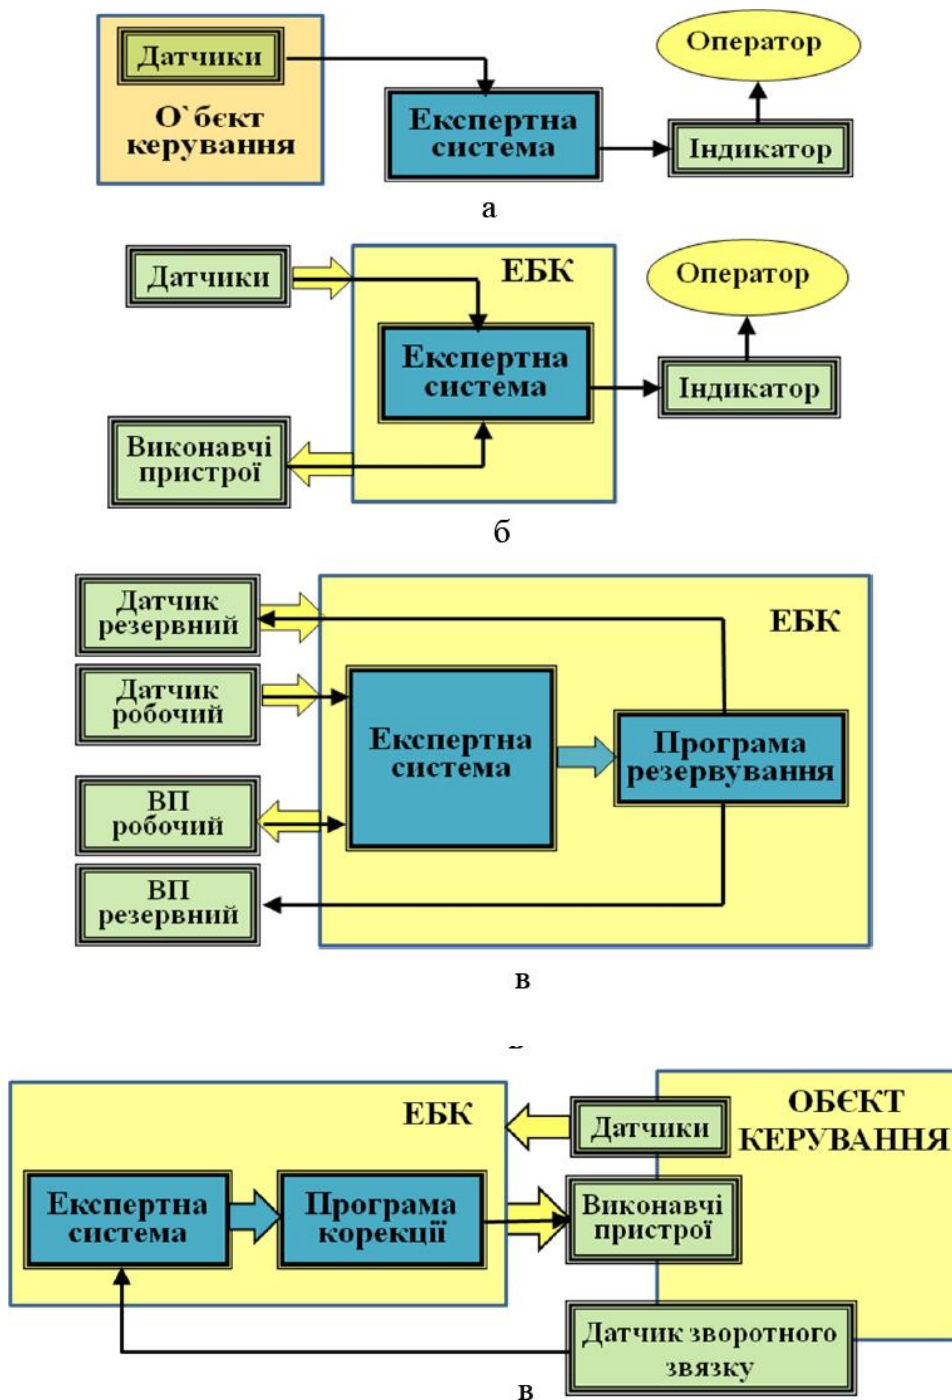 Датчики
О`бєкт
керування
Експертна
система
Оператор
Індикатор
а
Датчики
ЕБК
Експертна
система
Оператор
Індикатор
Виконавчі
пристрої
б
Датчик
резервний
Датчик
робочий
ВП
робочий
ВП
резервний
ЕБК
Експертна
система
Програма
резервування
в
ЕБК
Експертна
система
Програма
корекції
Датчики
ОБЄКТ
КЕРУВАННЯ
Виконавчі
пристрої
Датчик зворотного
звязку
в